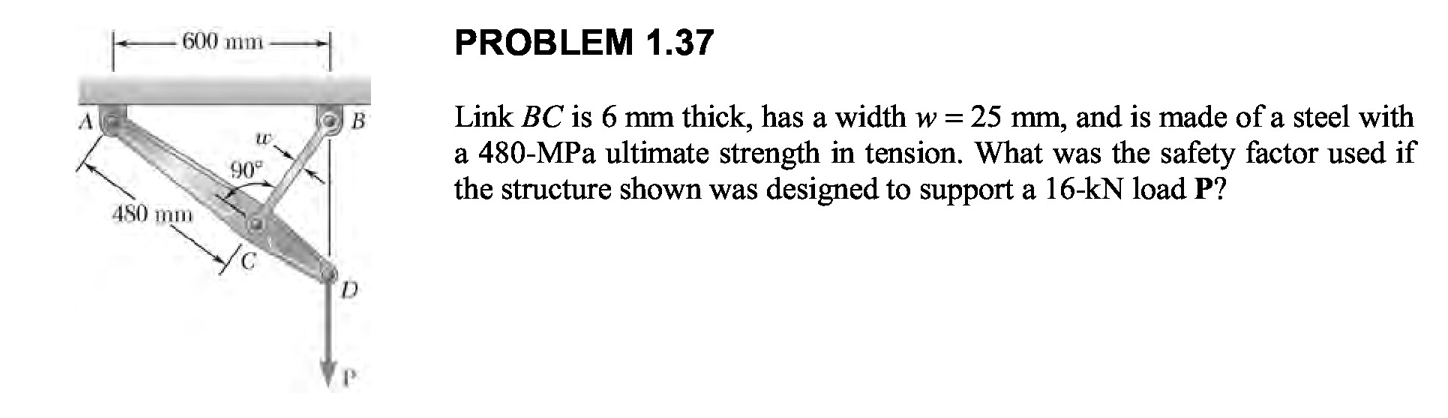 600 mm
PROBLEM 1.37
A
B
w
90°
480 mm
C
D
P
Link BC is 6 mm thick, has a width w = 25 mm, and is made of a steel with
a 480-MPa ultimate strength in tension. What was the safety factor used if
the structure shown was designed to support a 16-kN load P?